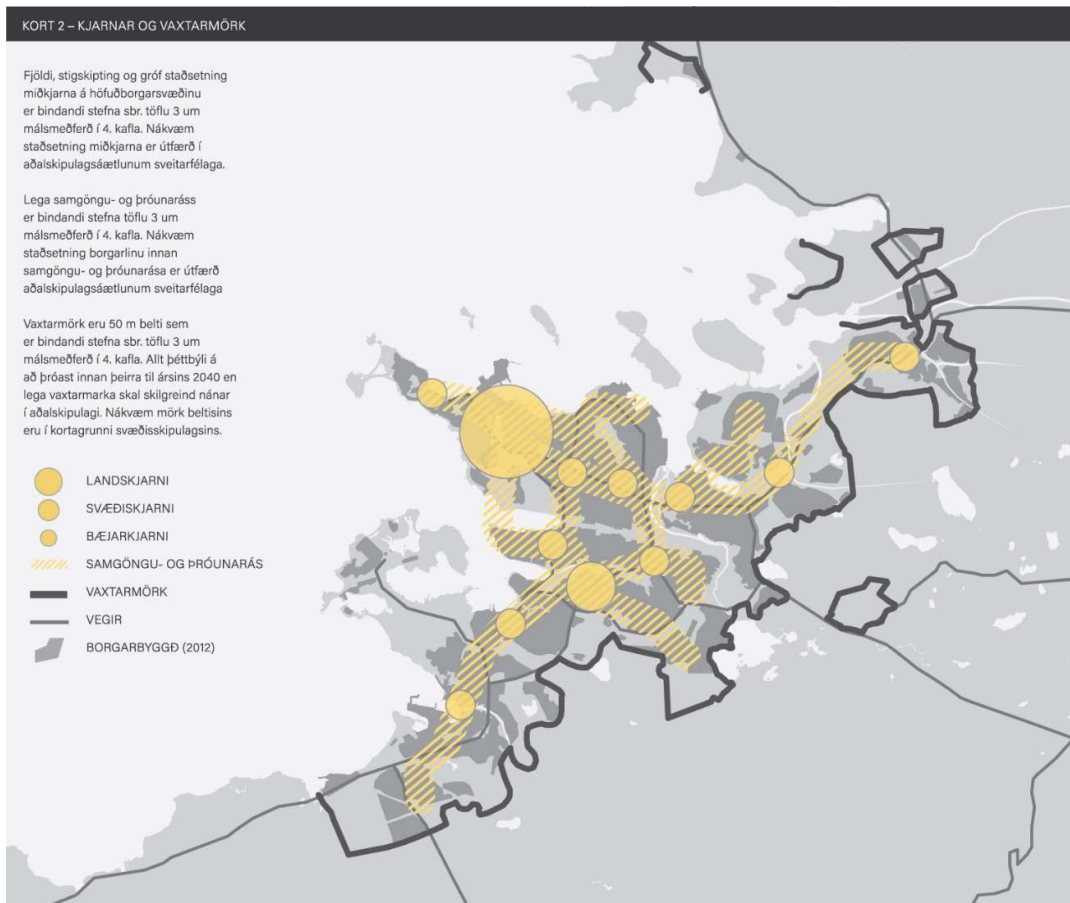 KORT 2 – KJARNAR OG VAXTARMÖRK
Fjöldi, stigskipting og gróf staðsetning
miðkjarna á höfuðborgarsvæðinu
er bindandi stefna sbr. töflu 3 um
málsmeðferð í 4. kafla. Nákvæm
staðsetning miðkjarna er útfærð í
aðalskipulagsáætlunum sveitarfélaga.
Lega samgöngu- og þróunaráss
er bindandi stefna töflu 3 um
málsmeðferð í 4. kafla. Nákvæm
staðsetning borgarlinu innan
samgöngu- og þróunarása er útfærð
aðalskipulagsáætlunum sveitarfélaga
Vaxtarmörk eru 50 m belti sem
er bindandi stefna sbr. töflu 3 um
málsmeðferð í 4. kafla. Allt þéttbýli á
að þróast innan þeirra til ársins 2040 en
lega vaxtarmarka skal skilgreind nánar
í aðalskipulagi. Nákvæm mörk beltisins
eru í kortagrunni svæðisskipulagsins.
LANDSKJARNI
SVÆÐISKJARNI
BÆJARKJARNI
SAMGÖNGU- OG ÞRÓUNARÁS
VAXTARMÖRK
VEGIR
BORGARBYGGÐ (2012)